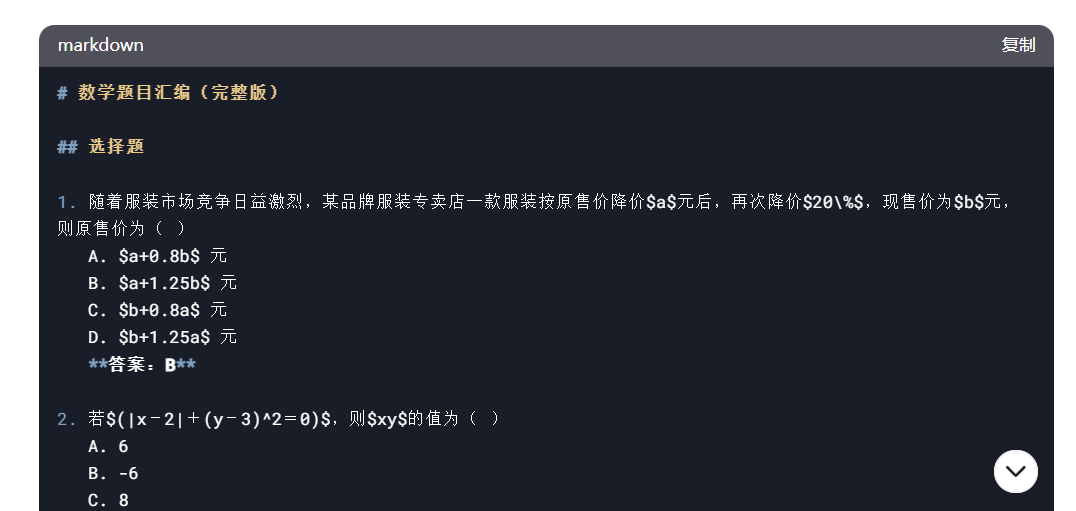 markdown
复制
# 数学题目汇编（完整版）
## 选择题
1. 随着服装市场竞争日益激烈，某品牌服装专卖店一款服装按原售价降价$a$元后，再次降价$20\%$，现售价为$b$元，
则原售价为（ ）
A. $a+0.8b$ 元
B. $a+1.25b$ 元
C. $b+0.8a$ 元
D. $b+1.25a$ 元
**答案：B**
2. 若$(|x－2|＋(y－3)^2＝0)$，则$xy$的值为（ ）
A. 6
B. -6
C. 8